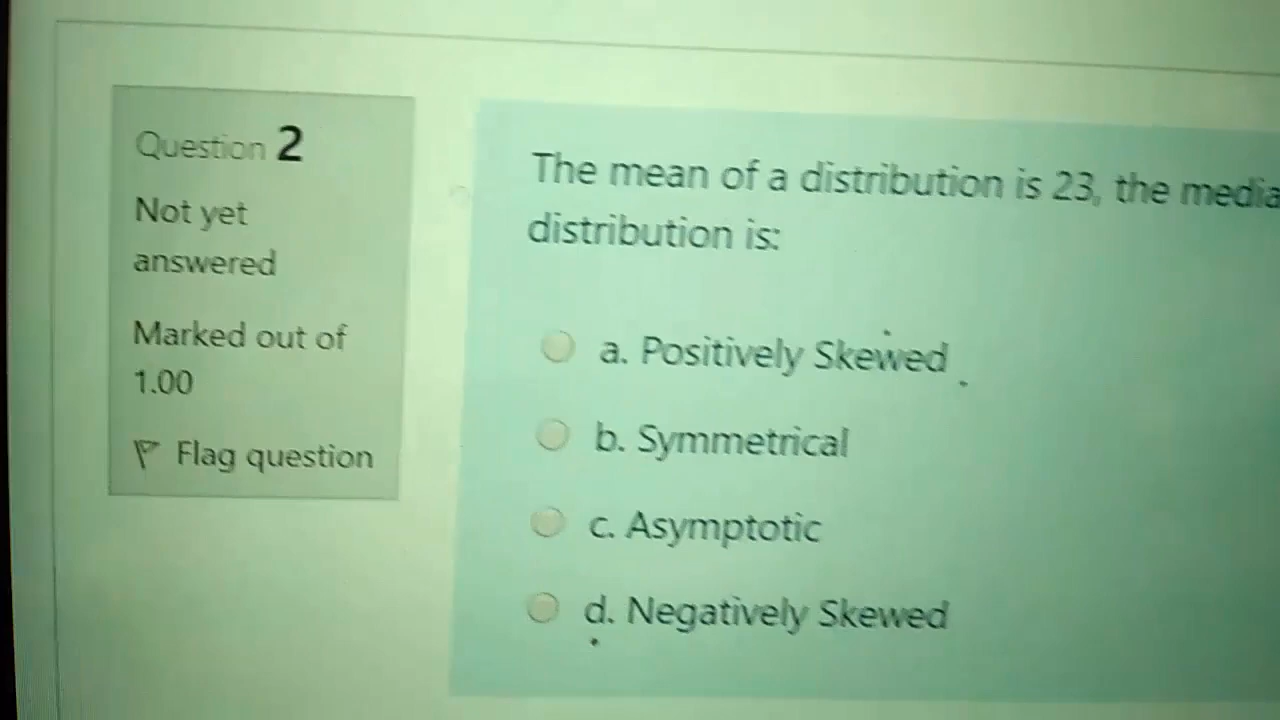 Question 2
Not yet
answered
Marked out of
1.00
Flag question
The mean of a distribution is 23, the media
distribution is:
a. Positively Skewed
b. Symmetrical
c. Asymptotic
d. Negatively Skewed